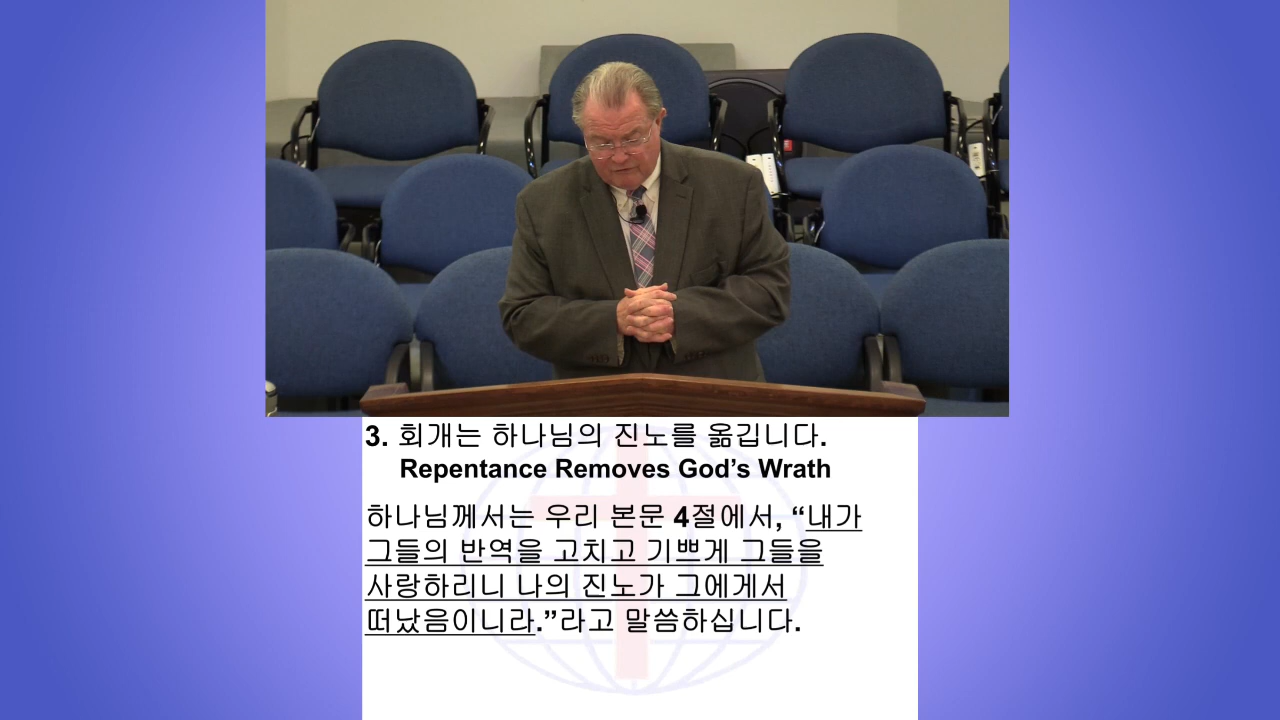 3. 회개는 하나님의 진노를 옮깁니다.
Repentance Removes God’s Wrath
하나님께서는 우리 본문 4절에서, “내가
그들의 반역을 고치고 기쁘게 그들을
사랑하리니 나의 진노가 그에게서
떠났음이니라.”라고 말씀하십니다.